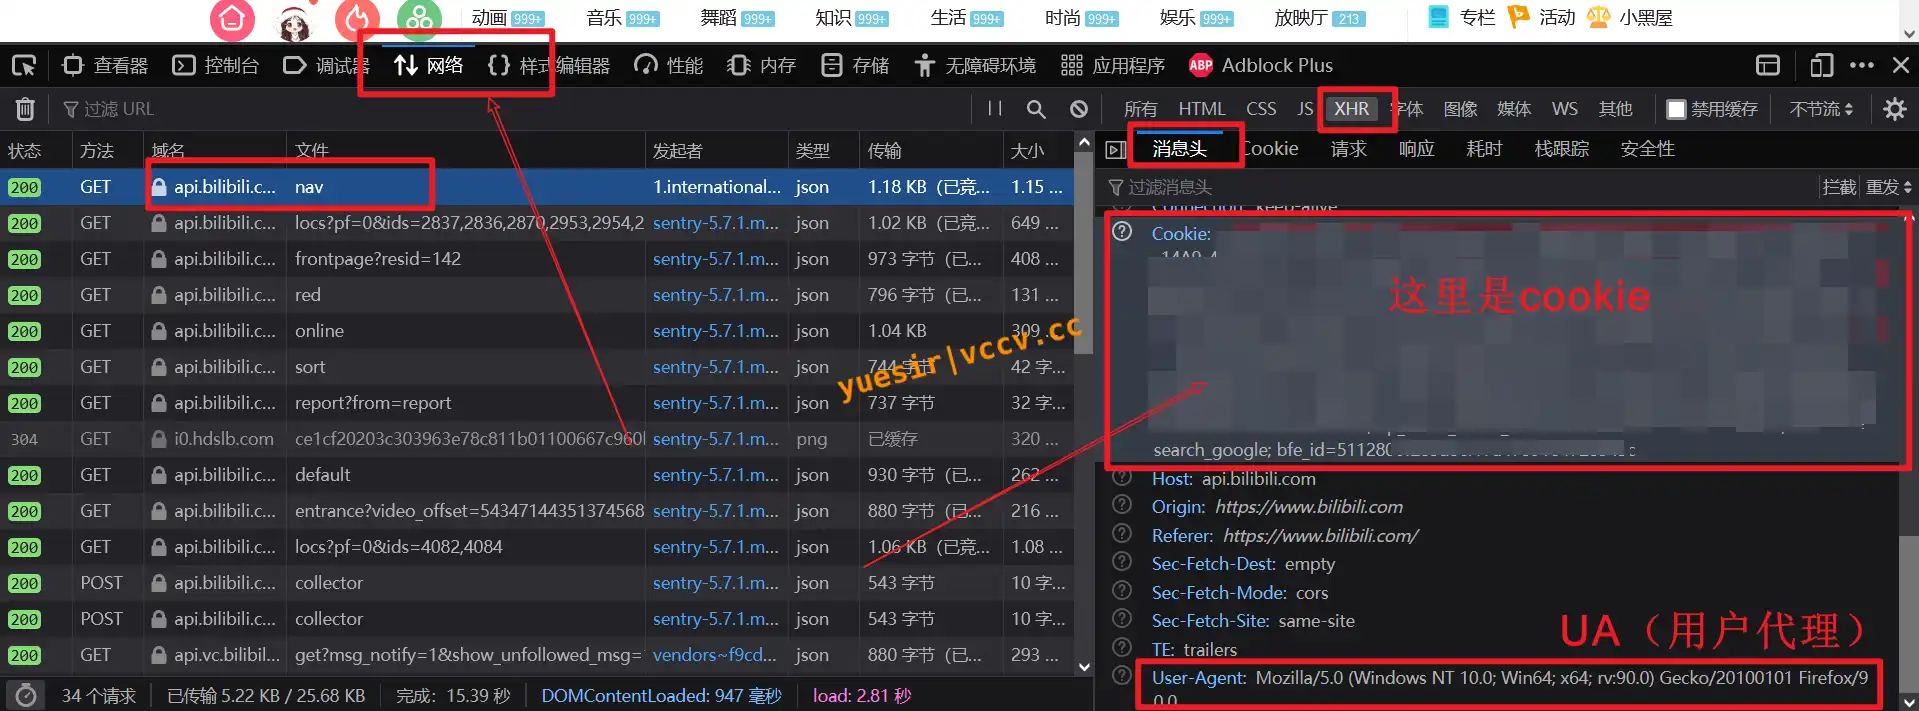 动画 999+ 音乐 999+ 舞蹈 999+ 知识 999+ 生活 999+ 时尚 999+ 娱乐 999+ 放映厅 213 专栏 活动 小黑屋
查看器 控制台 调试器 网络 样式编辑器 性能 内存 存储 无障碍环境 应用程序 ABP Adblock Plus
过滤 URL 所有 HTML CSS JS XHR 字体 图像 媒体 WS 其他 禁用缓存 不节流
状态 方法 域名 文件 发起者 类型 传输 大小
200 GET api.bilibili.c... nav 1.international... json 1.18 KB（已竞... 1.15 ...
200 GET api.bilibili.c... locs?pf=0&ids=2837,2836,2870,2953,2954,2 sentry-5.7.1.m... json 1.02 KB（已竞... 649 ...
200 GET api.bilibili.c... frontpage?resid=142 sentry-5.7.1.m... json 973 字节（已... 408 ...
200 GET api.bilibili.c... red sentry-5.7.1.m... json 796 字节（已... 131 ...
200 GET api.bilibili.c... online sentry-5.7.1.m... json 1.04 KB 309 ...
200 GET api.bilibili.c... sort sentry-5.7.1.m... json 744 字节 42 字...
200 GET api.bilibili.c... report?from=report sentry-5.7.1.m... json 737 字节 32 字...
304 GET i0.hdslb.com ce1cf20203c303963e78c811b01100667c960 sentry-5.7.1.m... png 已缓存 320 ...
200 GET api.bilibili.c... default sentry-5.7.1.m... json 930 字节（已... 262 ...
200 GET api.bilibili.c... entrance?video_offset=54347144351374568 sentry-5.7.1.m... json 880 字节（已... 216 ...
200 GET api.bilibili.c... locs?pf=0&ids=4082,4084 sentry-5.7.1.m... json 1.06 KB（已竞... 1.08 ...
200 POST api.bilibili.c... collector sentry-5.7.1.m... json 543 字节 10 字...
200 POST api.bilibili.c... collector sentry-5.7.1.m... json 543 字节 10 字...
200 GET api.vc.bilibil... get?msg_notify=1&show_unfollowed_msg= vendors~f9cd... json 880 字节（已... 293 ...
34 个请求 已传输 5.22 KB / 25.68 KB 完成：15.39 秒 DOMContentLoaded: 947 毫秒 load: 2.81 秒
yuesir|vccv.cc
消息头 Cookie 请求 响应 耗时 栈跟踪 安全性
过滤消息头 拦截 重发
Connection: keep-alive
Cookie:
这里是cookie
search_google; bfe_id=511280
Host: api.bilibili.com
Origin: https://www.bilibili.com
Referer: https://www.bilibili.com/
Sec-Fetch-Dest: empty
Sec-Fetch-Mode: cors
Sec-Fetch-Site: same-site
TE: trailers
UA（用户代理）
User-Agent: Mozilla/5.0 (Windows NT 10.0; Win64; x64; rv:90.0) Gecko/20100101 Firefox/9
0.0